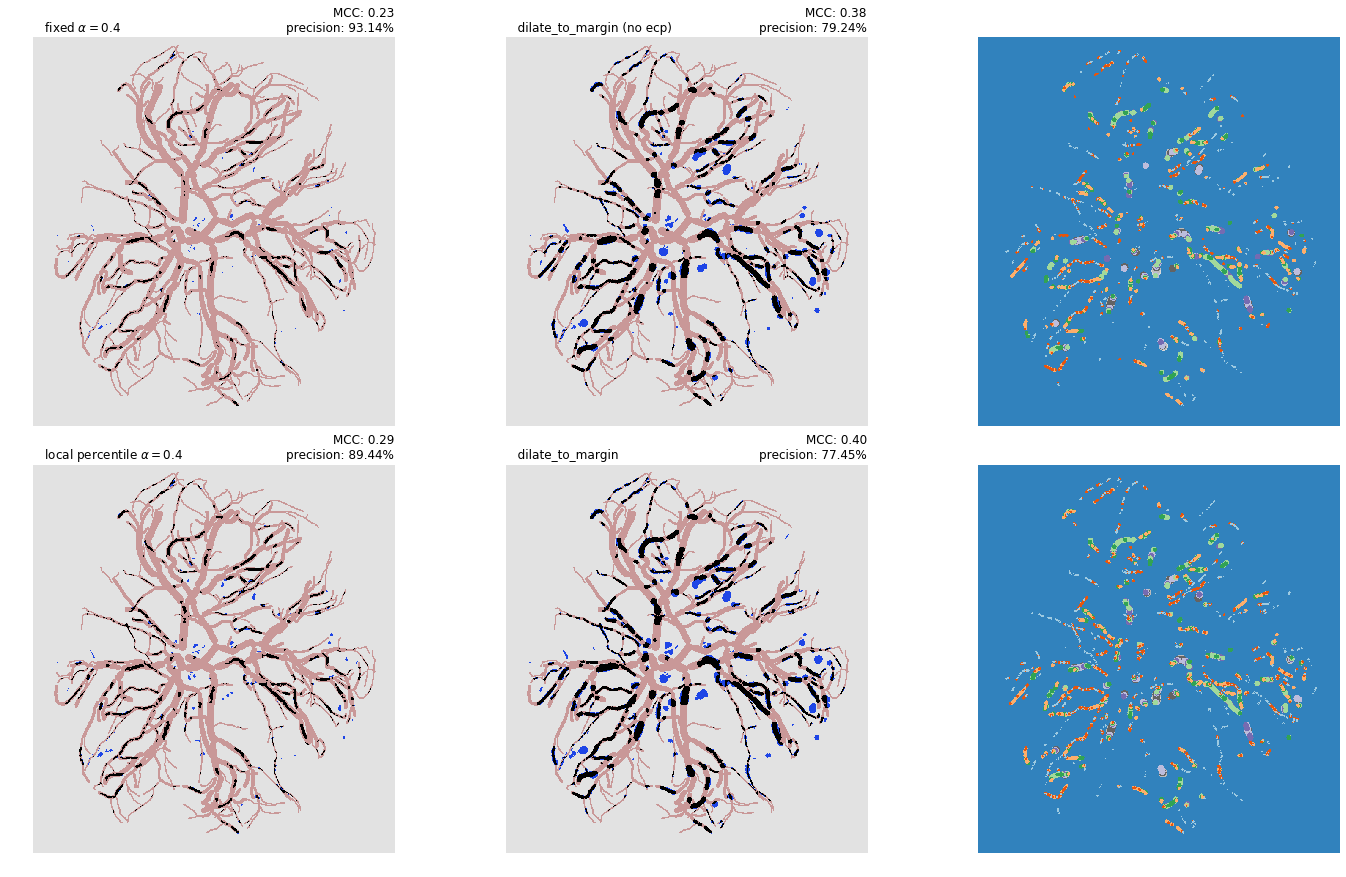 MCC: 0.23
fixed α = 0.4 precision: 93.14%
MCC: 0.38
dilate_to_margin (no ecp) precision: 79.24%
MCC: 0.29
local percentile α = 0.4 precision: 89.44%
MCC: 0.40
dilate_to_margin precision: 77.45%